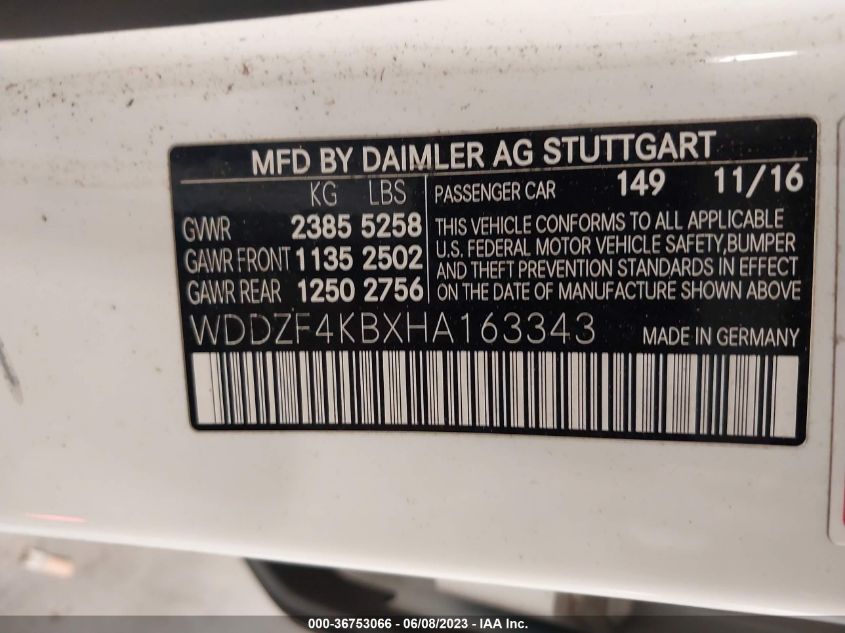 MFD BY DAIMLER AG STUTTGART
KG LBS
GVWR 2385 5258
GAWR FRONT 1135 2502
GAWR REAR 1250 2756
PASSENGER CAR 149 11/16
THIS VEHICLE CONFORMS TO ALL APPLICABLE
U.S. FEDERAL MOTOR VEHICLE SAFETY,BUMPER
AND THEFT PREVENTION STANDARDS IN EFFECT
ON THE DATE OF MANUFACTURE SHOWN ABOVE
WDDZF4KBXHA163343 MADE IN GERMANY
000-36753066 - 06/08/2023 - IAA Inc.